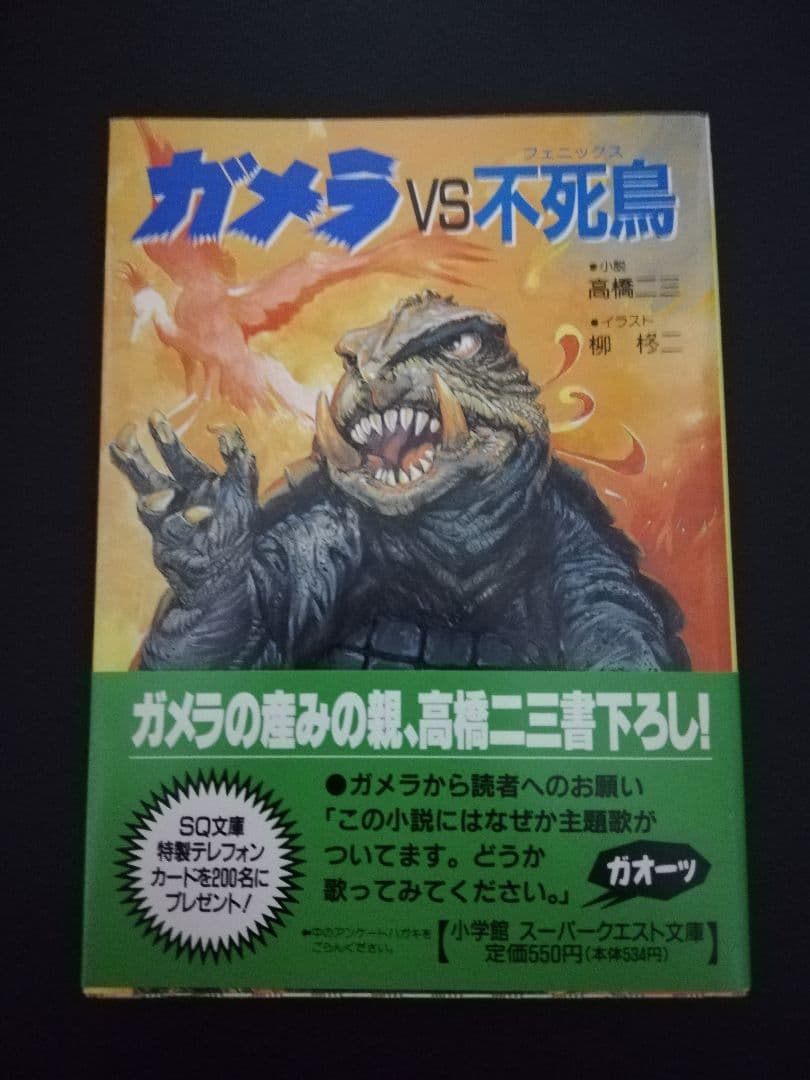 フェニックス
ガメラVS不死鳥
●小説
高橋二三
●イラスト
柳 柊二
ガメラの産みの親、高橋二三書下ろし!
SQ文庫
特製テレフォン
カードを200名に
プレゼント!
●ガメラから読者へのお願い
「この小説にはなぜか主題歌が
ついてます。どうか
歌ってみてください。」
ガオーッ
←中のアンケートハガキを
ごらんください。
【小学館 スーパークエスト文庫】
定価550円(本体534円)